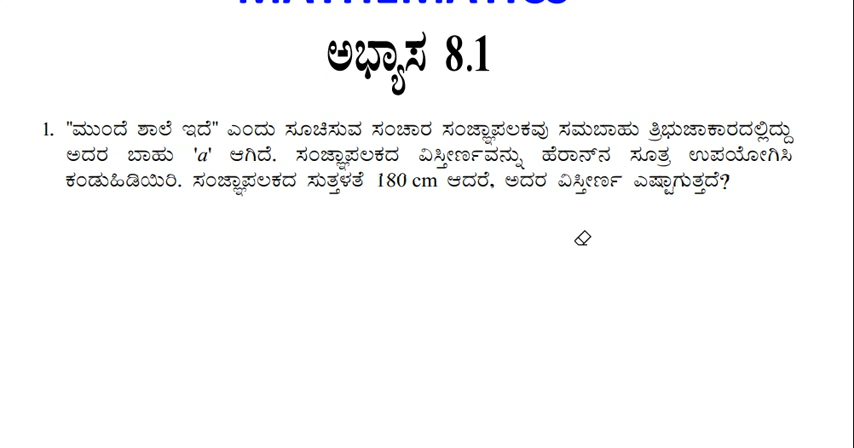 MATHEMATICS
ಅಭ್ಯಾಸ 8.1
1. "ಮುಂದೆ ಶಾಲೆ ಇದೆ" ಎಂದು ಸೂಚಿಸುವ ಸಂಚಾರ ಸಂಜ್ಞಾಫಲಕವು ಸಮಬಾಹು ತ್ರಿಭುಜಾಕಾರದಲ್ಲಿದ್ದು
ಅದರ ಬಾಹು 'a' ಆಗಿದೆ. ಸಂಜ್ಞಾಫಲಕದ ವಿಸ್ತೀರ್ಣವನ್ನು ಹೆರಾನ್‌ನ ಸೂತ್ರ ಉಪಯೋಗಿಸಿ
ಕಂಡುಹಿಡಿಯಿರಿ. ಸಂಜ್ಞಾಫಲಕದ ಸುತ್ತಳತೆ 180 cm ಆದರೆ, ಅದರ ವಿಸ್ತೀರ್ಣ ಎಷ್ಟಾಗುತ್ತದೆ?